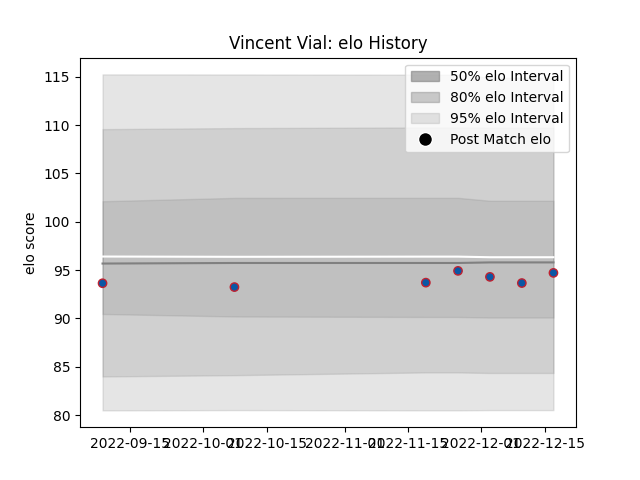 Vincent Vial: elo History
50% elo Interval
80% elo Interval
95% elo Interval
Post Match elo
elo score
115
110
105
100
95
90
85
80
2022-09-15 2022-10-01 2022-10-15 2022-11-01 2022-11-15 2022-12-01 2022-12-15